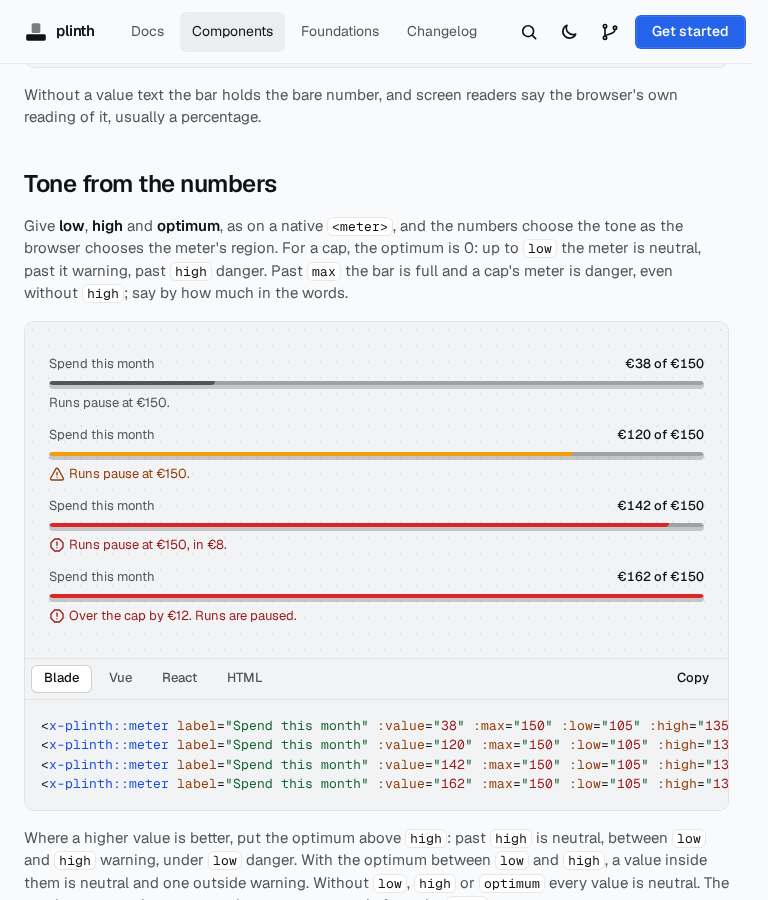 plinth Docs Components Foundations Changelog Get started
Without a value text the bar holds the bare number, and screen readers say the browser's own
reading of it, usually a percentage.
Tone from the numbers
Give low, high and optimum, as on a native <meter>, and the numbers choose the tone as the
browser chooses the meter's region. For a cap, the optimum is 0: up to low the meter is neutral,
past it warning, past high danger. Past max the bar is full and a cap's meter is danger, even
without high; say by how much in the words.
Spend this month €38 of €150
Runs pause at €150.
Spend this month €120 of €150
Runs pause at €150.
Spend this month €142 of €150
Runs pause at €150, in €8.
Spend this month €162 of €150
Over the cap by €12. Runs are paused.
Blade Vue React HTML Copy
<x-plinth::meter label="Spend this month" :value="38" :max="150" :low="105" :high="135
<x-plinth::meter label="Spend this month" :value="120" :max="150" :low="105" :high="13
<x-plinth::meter label="Spend this month" :value="142" :max="150" :low="105" :high="13
<x-plinth::meter label="Spend this month" :value="162" :max="150" :low="105" :high="13
Where a higher value is better, put the optimum above high: past high is neutral, between low
and high warning, under low danger. With the optimum between low and high, a value inside
them is neutral and one outside warning. Without low, high or optimum every value is neutral. The